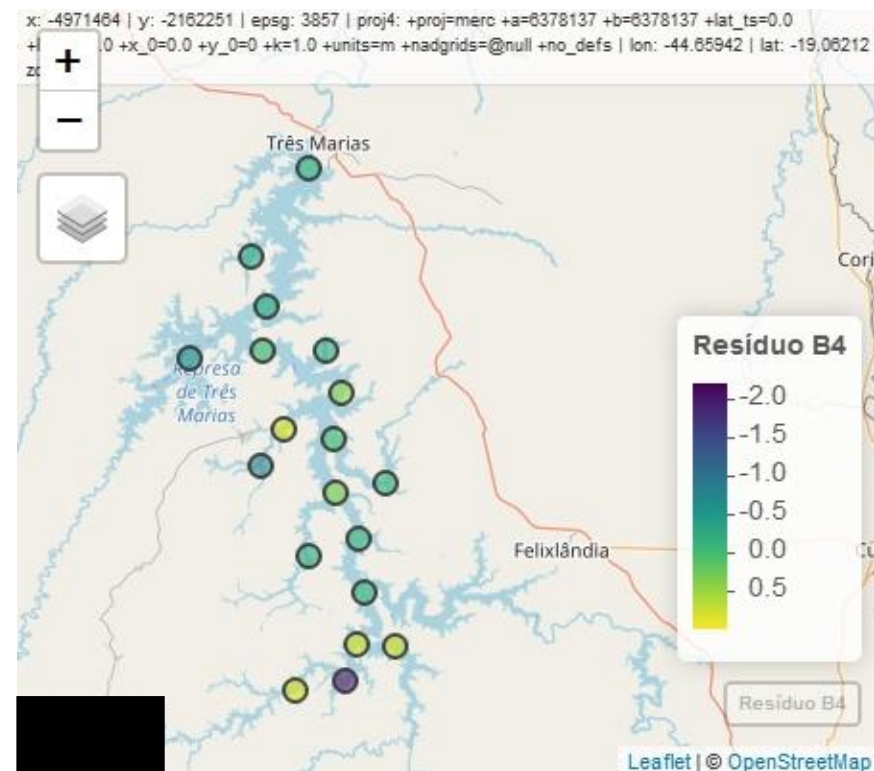 x: -4971464 | y: -2162251 | epsg: 3857 | proj4: +proj=merc +a=6378137 +b=6378137 +lat_ts=0.0
.0 +x_0=0.0 +y_0=0 +k=1.0 +units=m +nadgrids=@null +no_defs | lon: -44.65942 | lat: -19.06212
+
−
Três Marias
Cori
Represa
de Três
Marias
Resíduo B4
-2.0
-1.5
-1.0
-0.5
0.0
0.5
Felixlândia
Resíduo B4
Leaflet | © OpenStreetMap